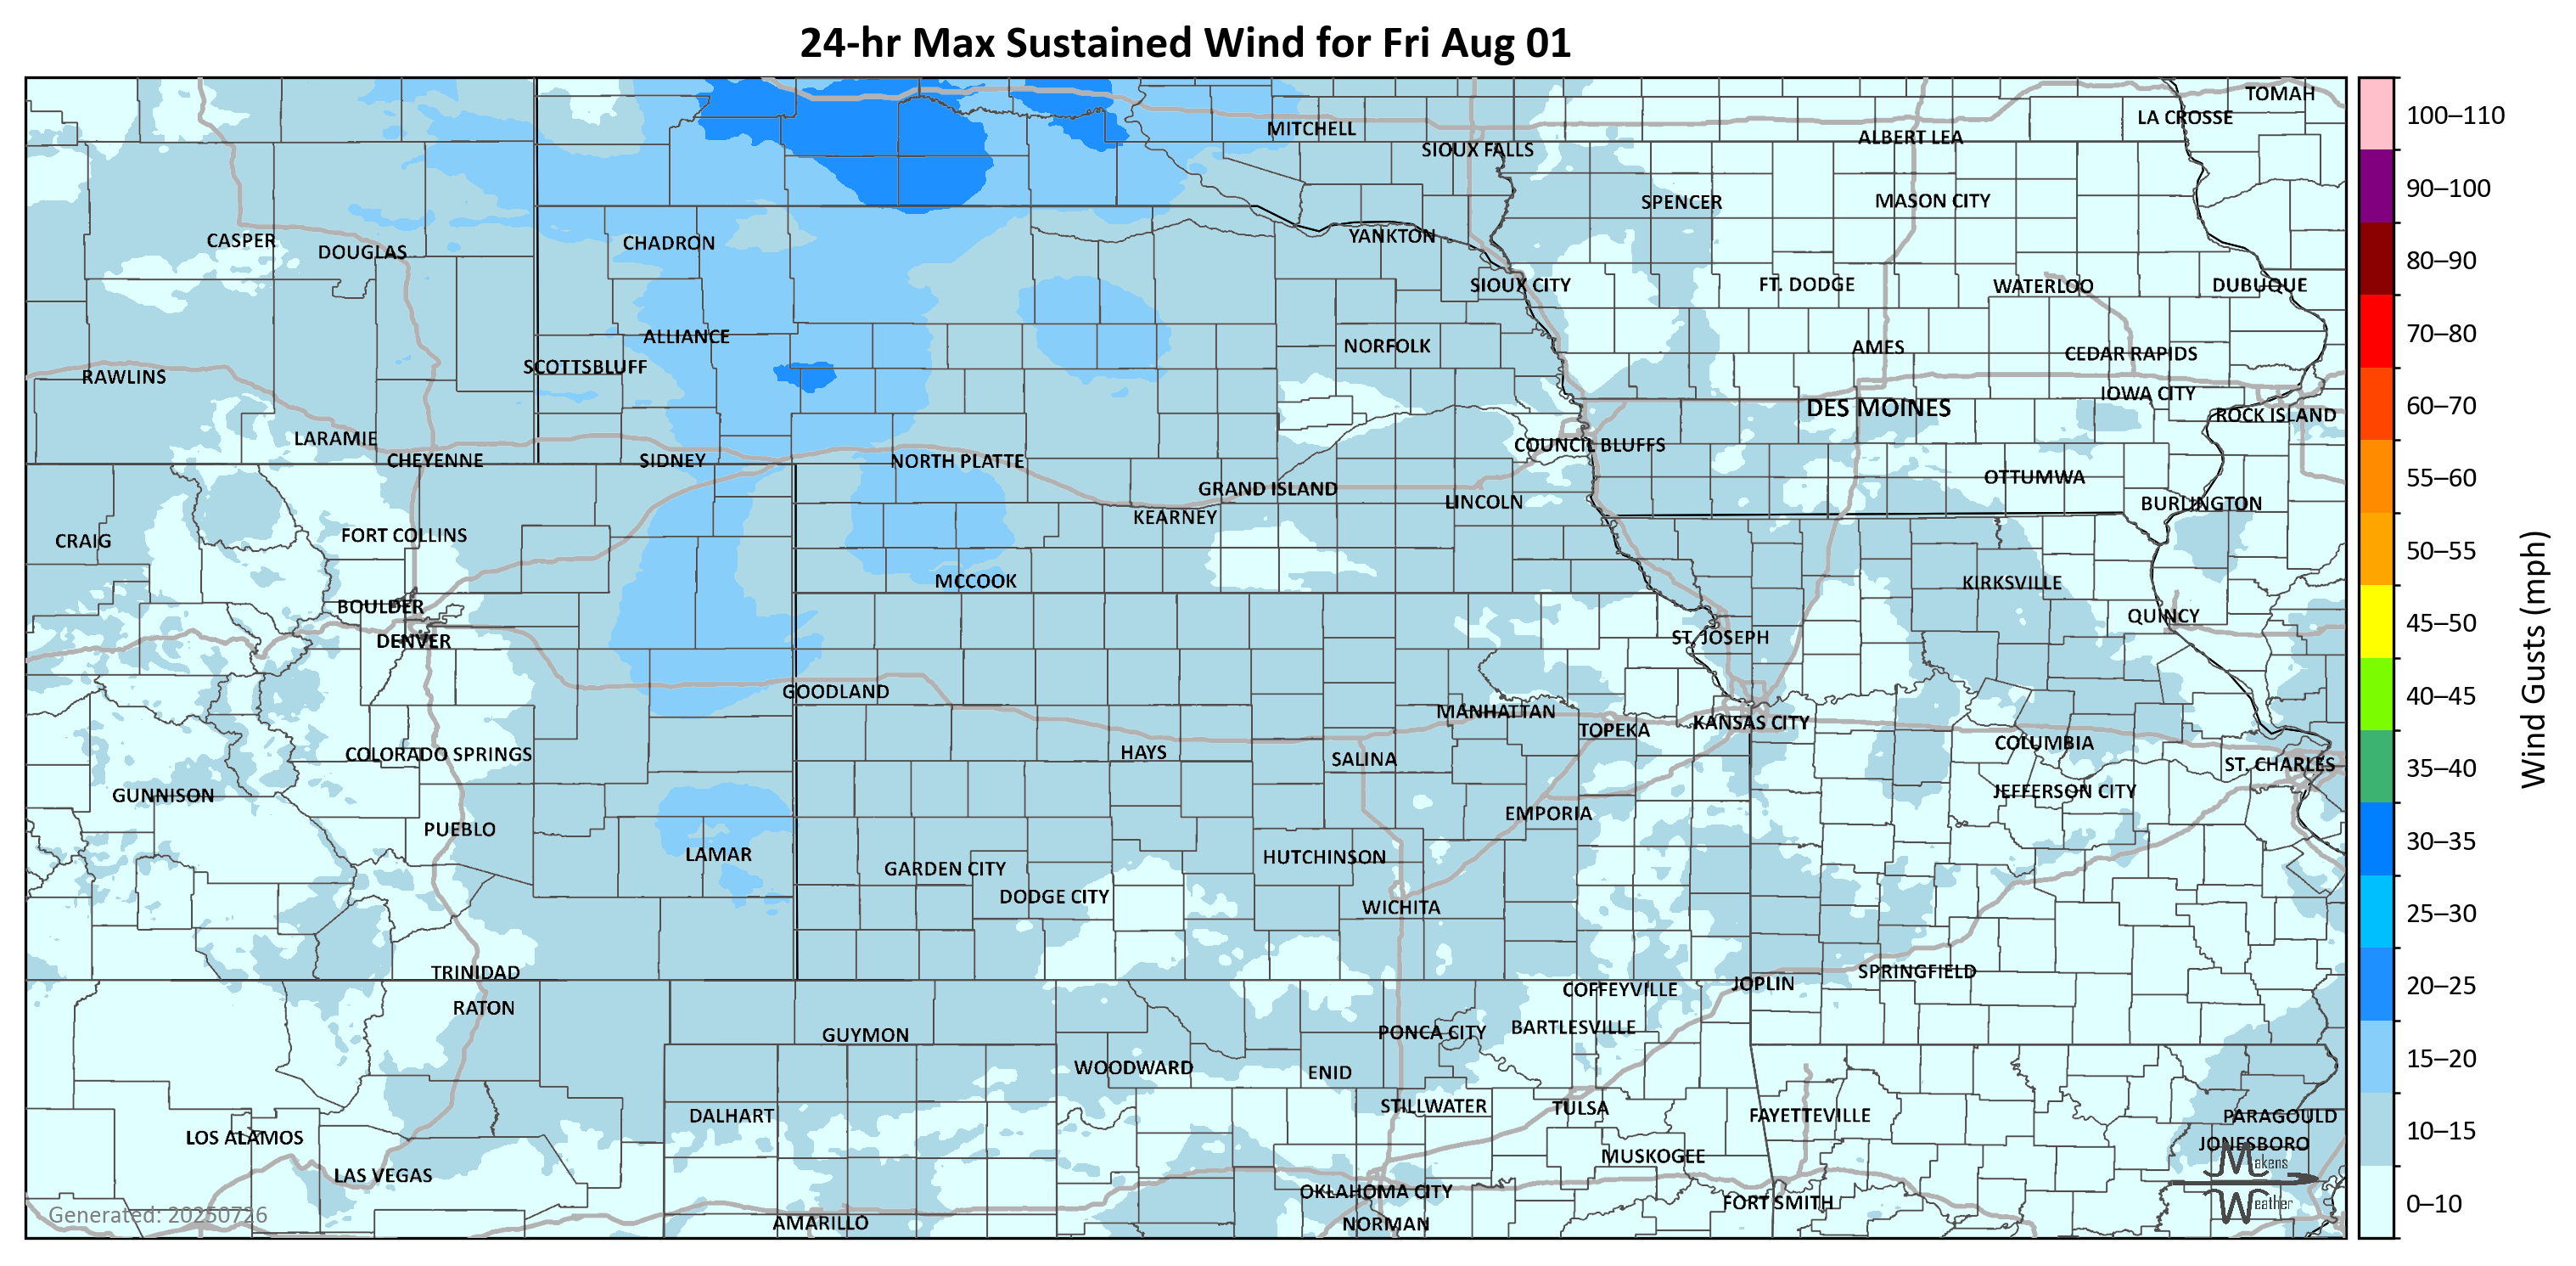 24-hr Max Sustained Wind for Fri Aug 01
TOMAH
LA CROSSE
MITCHELL
ALBERT LEA
SIOUX FALLS
SPENCER
MASON CITY
CASPER
DOUGLAS
CHADRON
YANKTON
SIOUX CITY
FT. DODGE
WATERLOO
DUBUQUE
ALLIANCE
NORFOLK
AMES
CEDAR RAPIDS
SCOTTSBLUFF
RAWLINS
IOWA CITY
DES MOINES
ROCK ISLAND
LARAMIE
COUNCIL BLUFFS
CHEYENNE
SIDNEY
NORTH PLATTE
OTTUMWA
GRAND ISLAND
LINCOLN
BURLINGTON
KEARNEY
CRAIG
FORT COLLINS
MCCOOK
KIRKSVILLE
BOULDER
QUINCY
DENVER
ST. JOSEPH
GOODLAND
MANHATTAN
TOPEKA
KANSAS CITY
COLUMBIA
COLORADO SPRINGS
HAYS
SALINA
ST. CHARLES
GUNNISON
JEFFERSON CITY
EMPORIA
PUEBLO
LAMAR
HUTCHINSON
GARDEN CITY
DODGE CITY
WICHITA
TRINIDAD
SPRINGFIELD
JOPLIN
COFFEYVILLE
RATON
BARTLESVILLE
PONCA CITY
GUYMON
WOODWARD
ENID
STILLWATER
TULSA
DALHART
FAYETTEVILLE
PARAGOULD
LOS ALAMOS
JONESBORO
MUSKOGEE
LAS VEGAS
OKLAHOMA CITY
FORT SMITH
AMARILLO
NORMAN
Generated: 20250726
Makens
Weather
100–110
90–100
80–90
70–80
60–70
55–60
50–55
45–50
40–45
35–40
30–35
25–30
20–25
15–20
10–15
0–10
Wind Gusts (mph)